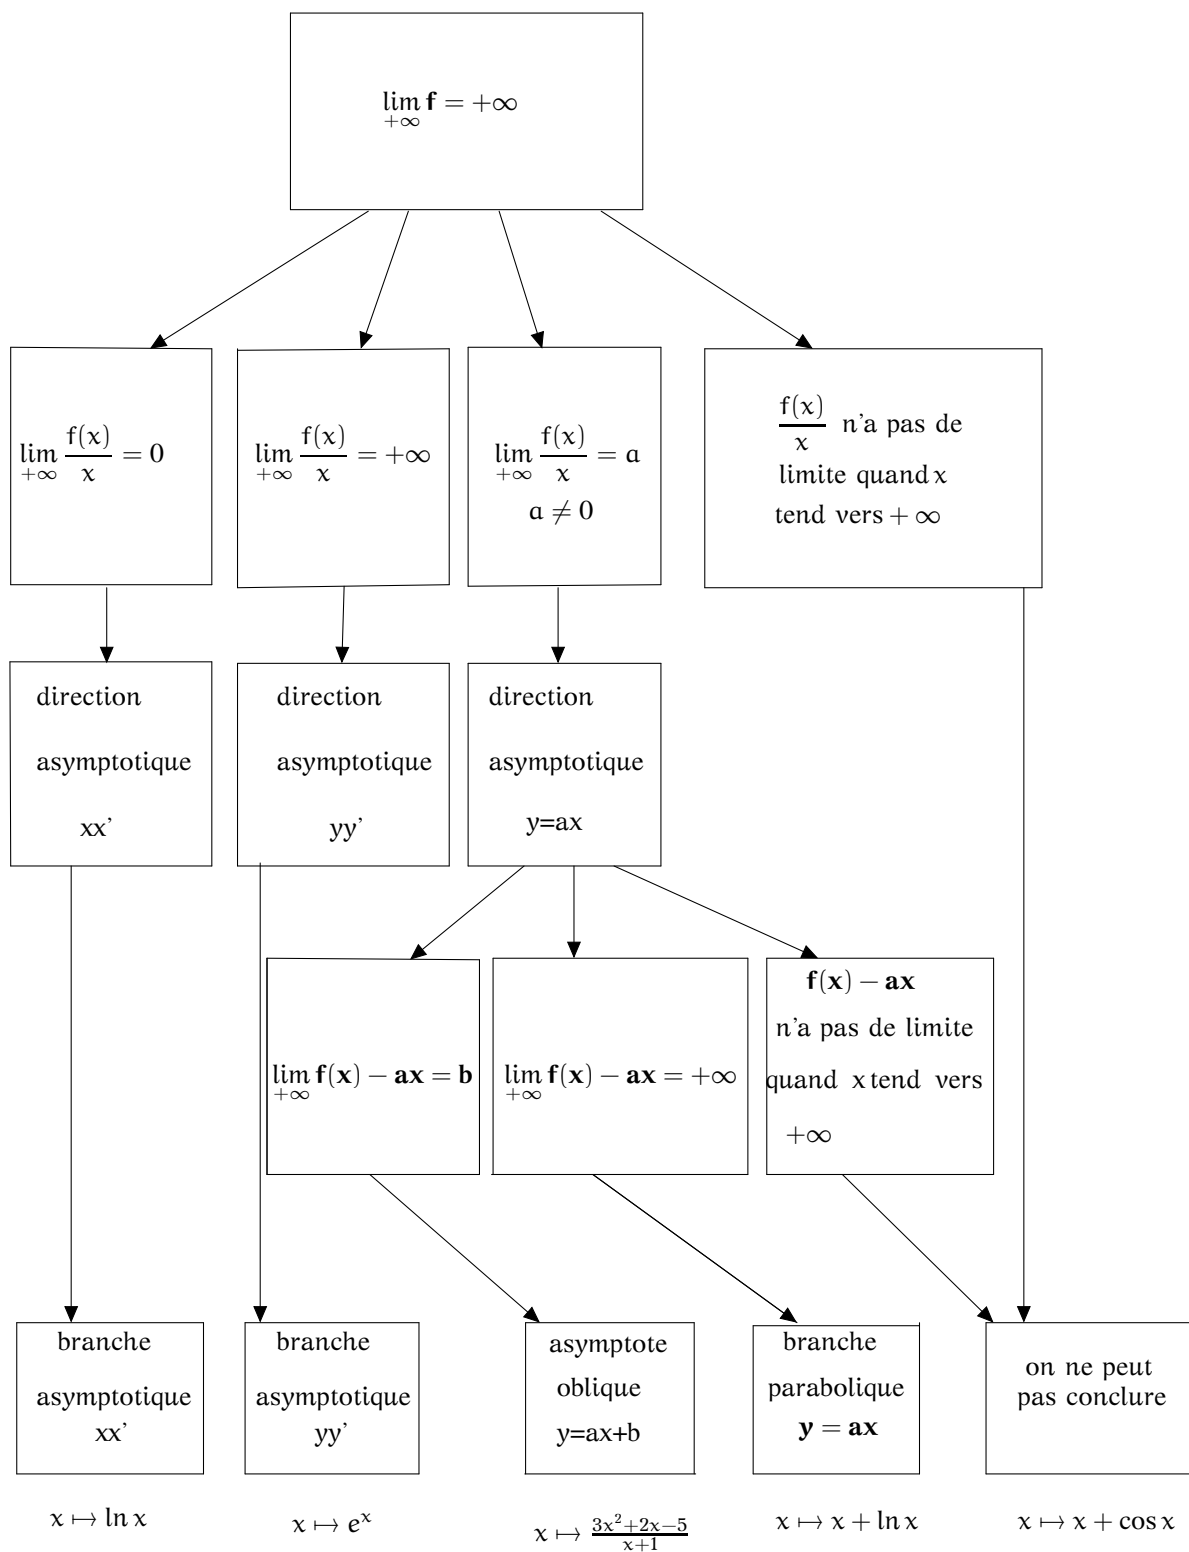 lim f = +∞
+∞
lim f(x)/x = 0
+∞
lim f(x)/x = +∞
+∞
lim f(x)/x = a
+∞
a ≠ 0
f(x)/x n'a pas de
limite quand x
tend vers + ∞
direction
asymptotique
xx'
direction
asymptotique
yy'
direction
asymptotique
y=ax
lim f(x) − ax = b
+∞
lim f(x) − ax = +∞
+∞
f(x) − ax
n'a pas de limite
quand x tend vers
+∞
branche
asymptotique
xx'
branche
asymptotique
yy'
asymptote
oblique
y=ax+b
branche
parabolique
y = ax
on ne peut
pas conclure
x ↦ ln x
x ↦ eˣ
x ↦ (3x²+2x−5)/(x+1)
x ↦ x + ln x
x ↦ x + cos x